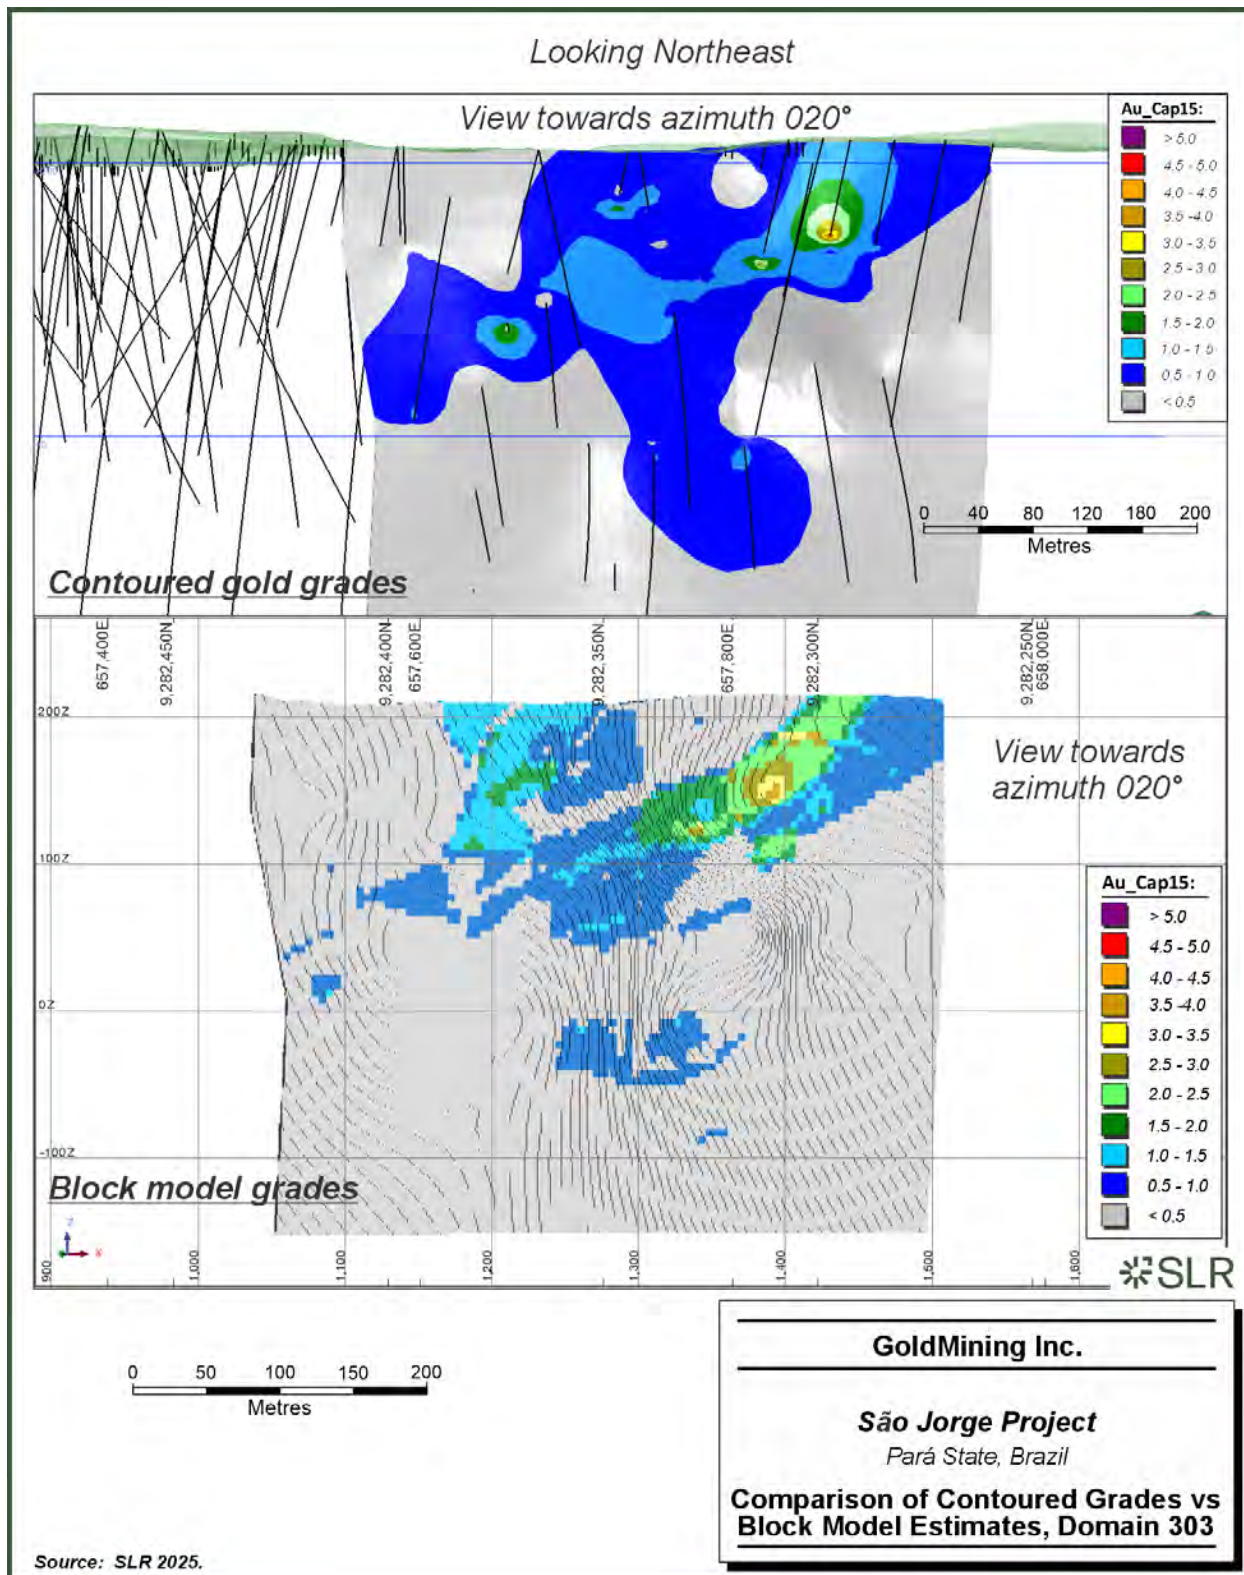 Looking Northeast
View towards azimuth 020°
Au_Cap15:
> 5.0
4.5 - 5.0
4.0 - 4.5
3.5 -4.0
3.0 - 3.5
2.5 - 3.0
2.0 - 2.5
1.5 - 2.0
1.0 - 1.5
0.5 - 1.0
< 0.5
0 40 80 120 160 200
Metres
Contoured gold grades
657,400E
9,282,450N
9,282,400N
657,600E
9,282,350N
657,800E
9,282,300N
9,282,250N
658,000E
200Z
View towards
azimuth 020°
100Z
Au_Cap15:
> 5.0
4.5 - 5.0
4.0 - 4.5
3.5 -4.0
3.0 - 3.5
2.5 - 3.0
2.0 - 2.5
1.5 - 2.0
1.0 - 1.5
0.5 - 1.0
< 0.5
0Z
-100Z
Block model grades
Z
X
900 1,000 1,100 1,200 1,300 1,400 1,500 1,600
SLR
0 50 100 150 200
Metres
GoldMining Inc.
São Jorge Project
Pará State, Brazil
Comparison of Contoured Grades vs
Block Model Estimates, Domain 303
Source: SLR 2025.